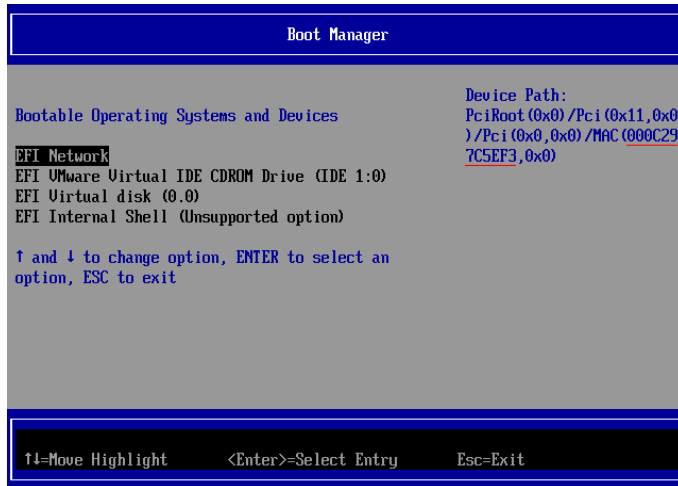 Boot Manager
Bootable Operating Systems and Devices
EFI Network
EFI VMware Virtual IDE CDROM Drive (IDE 1:0)
EFI Virtual disk (0.0)
EFI Internal Shell (Unsupported option)
↑ and ↓ to change option, ENTER to select an
option, ESC to exit
Device Path:
PciRoot(0x0)/Pci(0x11,0x0
)/Pci(0x0,0x0)/MAC(000C29
7C5EF3,0x0)
↑↓=Move Highlight
<Enter>=Select Entry
Esc=Exit